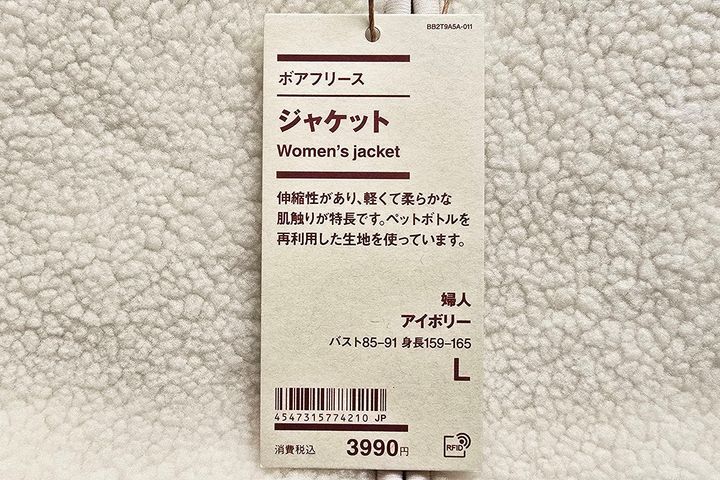 BB2T9A5A-011
ボアフリース
ジャケット
Women's jacket
伸縮性があり、軽くて柔らかな
肌触りが特長です。ペットボトルを
再利用した生地を使っています。
婦人
アイボリー
バスト85-91 身長159-165
L
4547315774210 JP
消費税込 3990円
RFID